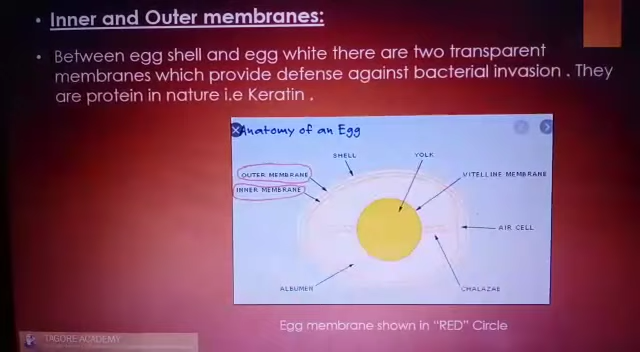 • Inner and Outer membranes:
• Between egg shell and egg white there are two transparent
membranes which provide defense against bacterial invasion . They
are protein in nature i.e Keratin .
Anatomy of an Egg
SHELL
YOLK
OUTER MEMBRANE
VITELLINE MEMBRANE
INNER MEMBRANE
AIR CELL
ALBUMEN
CHALAZAE
Egg membrane shown in "RED" Circle
TAGORE ACADEMY